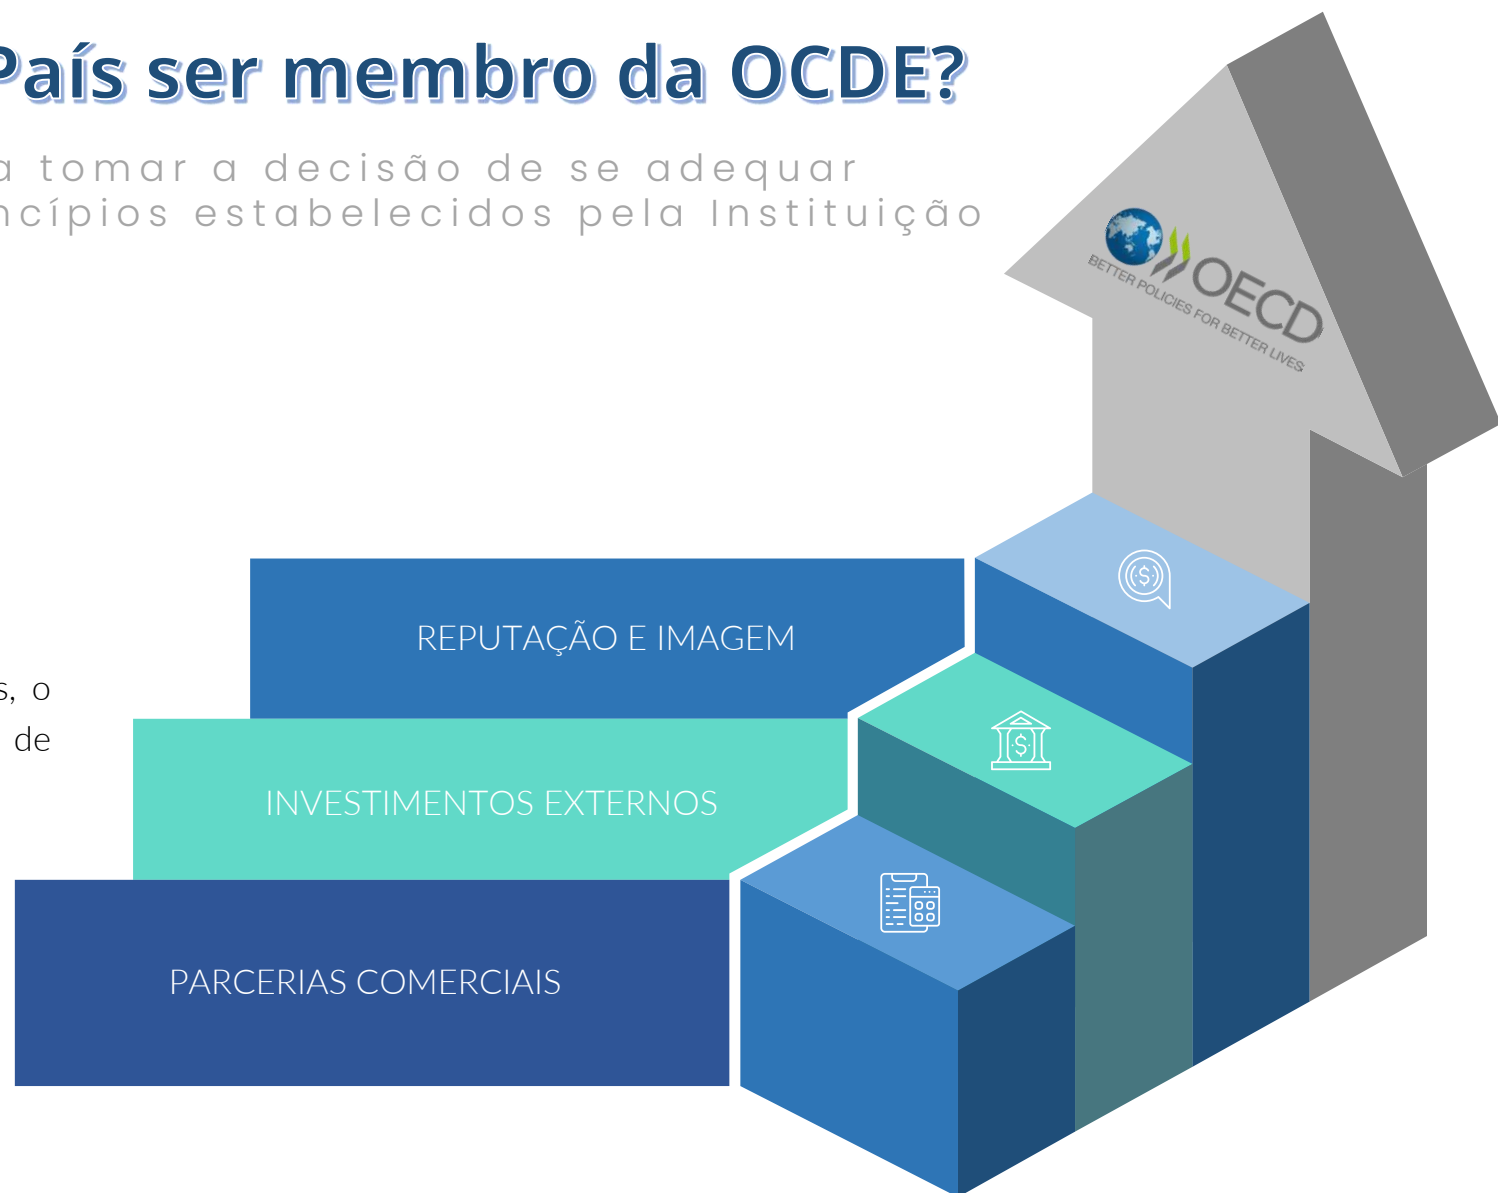 País ser membro da OCDE?
a tomar a decisão de se adequar
ncípios estabelecidos pela Instituição
OECD
BETTER POLICIES FOR BETTER LIVES
REPUTAÇÃO E IMAGEM
s, o
de
INVESTIMENTOS EXTERNOS
PARCERIAS COMERCIAIS